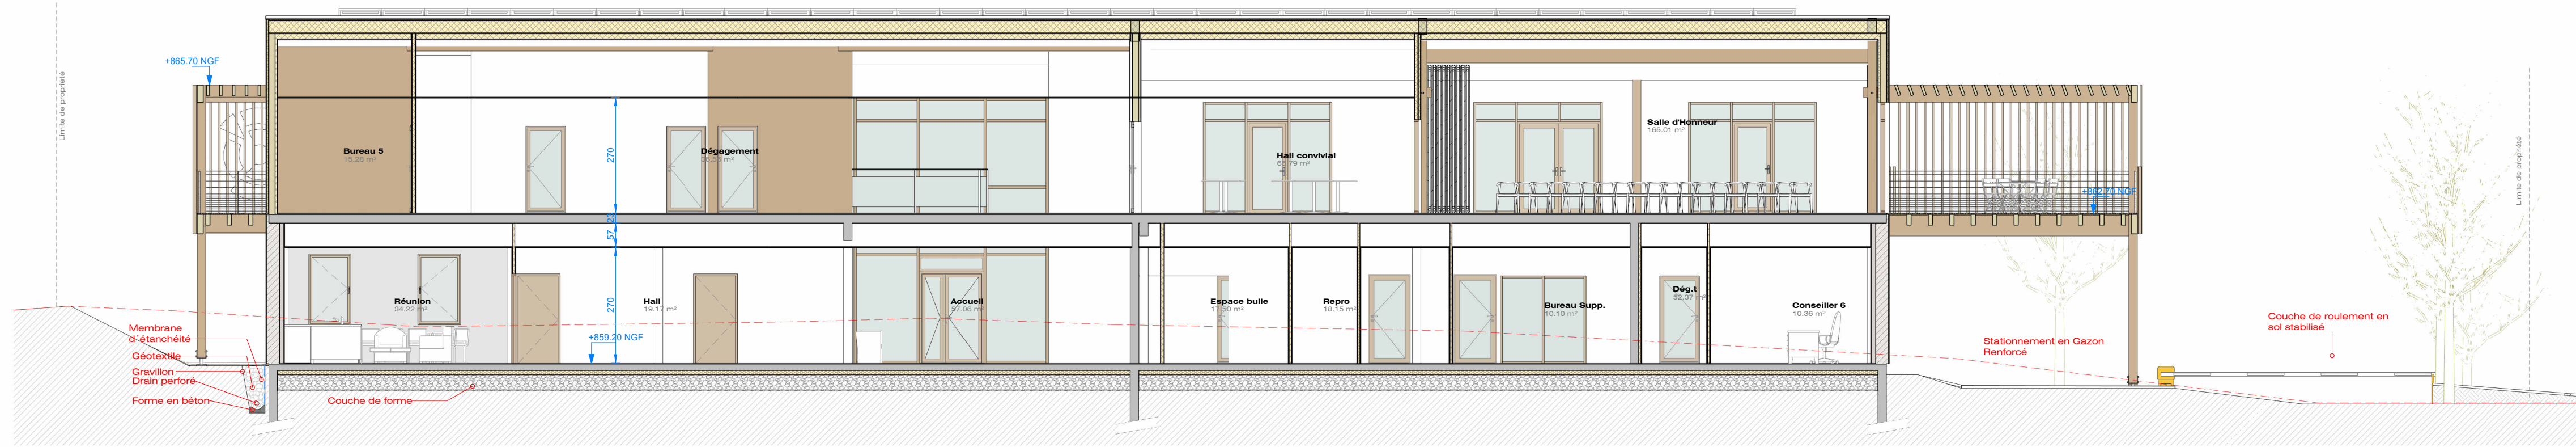 +865.70 NGF
Limite de propriété
Bureau 5
15.28 m²
Dégagement
270
Hall convivial
Salle d'Honneur
165.01 m²
+862.70 NGF
Limite de propriété
23
57
Réunion
34.22 m²
Hall
19.17 m²
270
+859.20 NGF
Accueil
57.06 m²
Espace bulle
Repro
18.15 m²
Bureau Supp.
10.10 m²
Dég.t
52.37 m²
Conseiller 6
10.36 m²
Membrane
d'étanchéité
Géotextile
Gravillon
Drain perforé
Forme en béton
Couche de forme
Stationnement en Gazon
Renforcé
Couche de roulement en
sol stabilisé